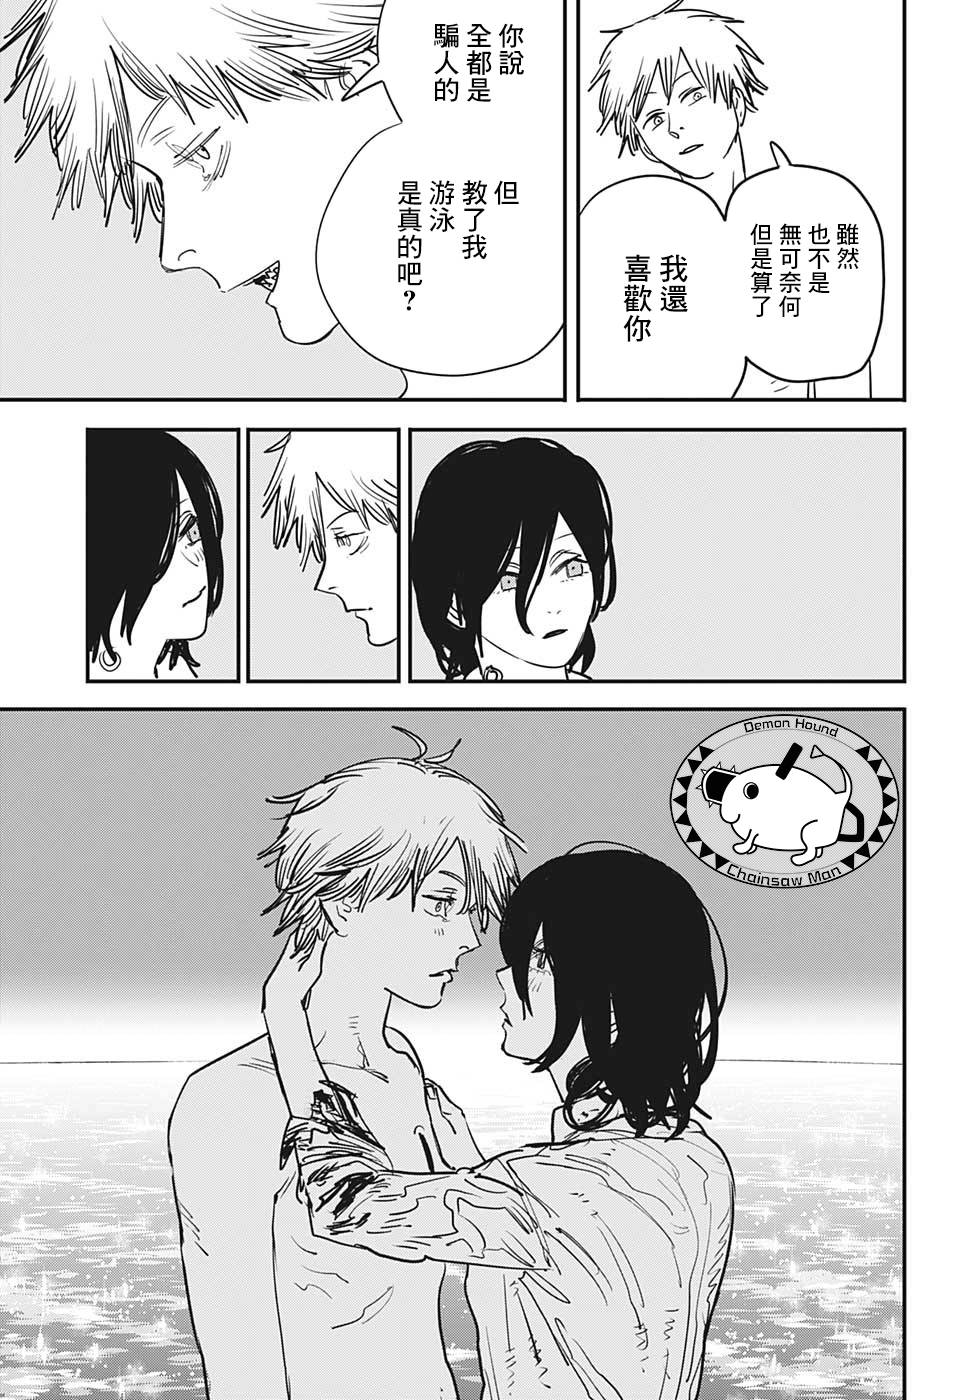 雖然
也不是
無可奈何
但是算了
我還
喜歡你
你說
全都是
騙人的
但
教了我
游泳
是真的吧？
Demon Hound
Chainsaw Man